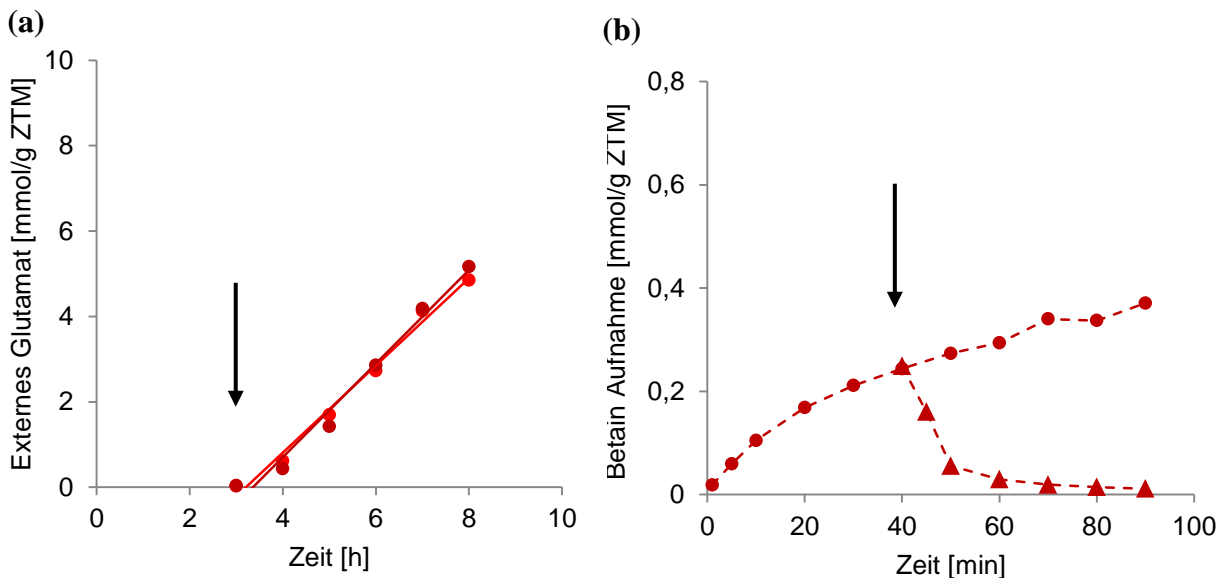 (a)
Externes Glutamat [mmol/g ZTM]
10
8
6
4
2
0
0 2 4 6 8 10
Zeit [h]
(b)
Betain Aufnahme [mmol/g ZTM]
0,8
0,6
0,4
0,2
0
0 20 40 60 80 100
Zeit [min]